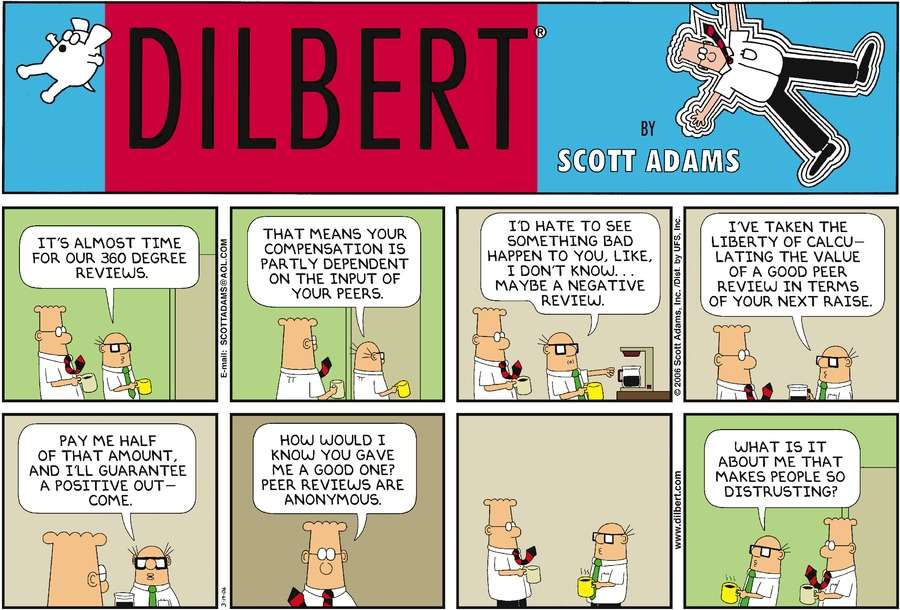 DILBERT®
BY
SCOTT ADAMS
IT'S ALMOST TIME
FOR OUR 360 DEGREE
REVIEWS.
E-mail: SCOTTADAMS@AOL.COM
THAT MEANS YOUR
COMPENSATION IS
PARTLY DEPENDENT
ON THE INPUT OF
YOUR PEERS.
I'D HATE TO SEE
SOMETHING BAD
HAPPEN TO YOU, LIKE,
I DON'T KNOW...
MAYBE A NEGATIVE
REVIEW.
© 2006 Scott Adams, Inc./Dist. by UFS, Inc.
I'VE TAKEN THE
LIBERTY OF CALCU-
LATING THE VALUE
OF A GOOD PEER
REVIEW IN TERMS
OF YOUR NEXT RAISE.
PAY ME HALF
OF THAT AMOUNT,
AND I'LL GUARANTEE
A POSITIVE OUT-
COME.
3-19-06
HOW WOULD I
KNOW YOU GAVE
ME A GOOD ONE?
PEER REVIEWS ARE
ANONYMOUS.
www.dilbert.com
WHAT IS IT
ABOUT ME THAT
MAKES PEOPLE SO
DISTRUSTING?